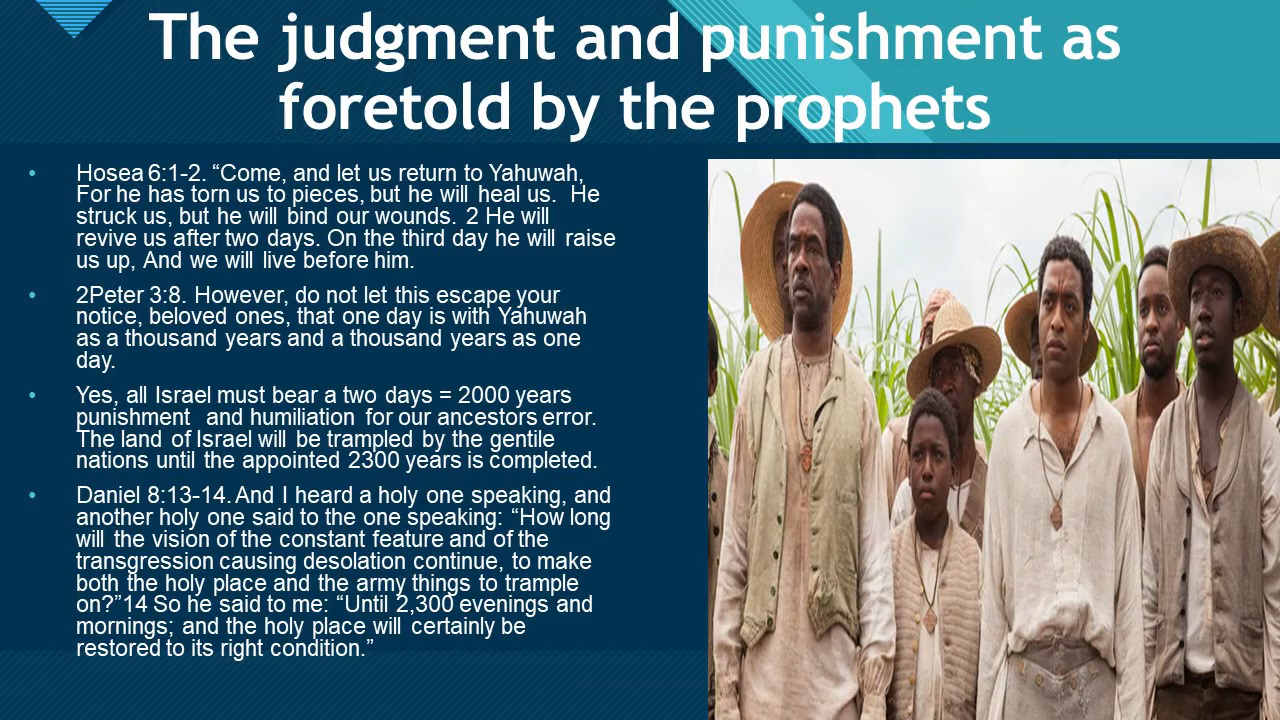 The judgment and punishment as
foretold by the prophets
• Hosea 6:1-2. “Come, and let us return to Yahuwah,
For he has torn us to pieces, but he will heal us. He
struck us, but he will bind our wounds. 2 He will
revive us after two days. On the third day he will raise
us up, And we will live before him.
• 2Peter 3:8. However, do not let this escape your
notice, beloved ones, that one day is with Yahuwah
as a thousand years and a thousand years as one
day.
• Yes, all Israel must bear a two days = 2000 years
punishment and humiliation for our ancestors error.
The land of Israel will be trampled by the gentile
nations until the appointed 2300 years is completed.
• Daniel 8:13-14. And I heard a holy one speaking, and
another holy one said to the one speaking: “How long
will the vision of the constant feature and of the
transgression causing desolation continue, to make
both the holy place and the army things to trample
on?”14 So he said to me: “Until 2,300 evenings and
mornings; and the holy place will certainly be
restored to its right condition.”